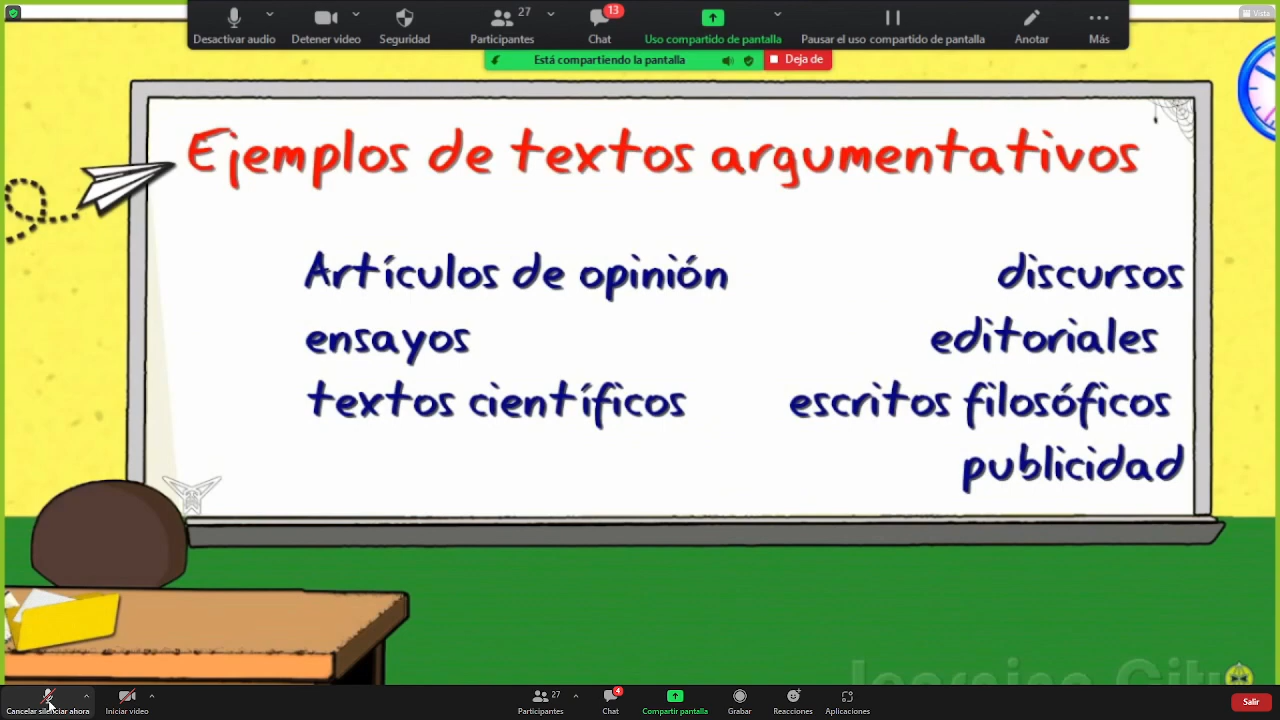 Vista
13
27
Desactivar audio
Detener video
Seguridad
Participantes
Chat
Uso compartido de pantalla
Pausar el uso compartido de pantalla
Anotar
Más
Está compartiendo la pantalla
Deja de
Ejemplos de textos argumentativos
Artículos de opinión
discursos
ensayos
editoriales
textos científicos
escritos filosóficos
publicidad
27
4
Cancelar silenciar ahora
Iniciar video
Participantes
Chat
Compartir pantalla
Grabar
Reacciones
Aplicaciones
Salir